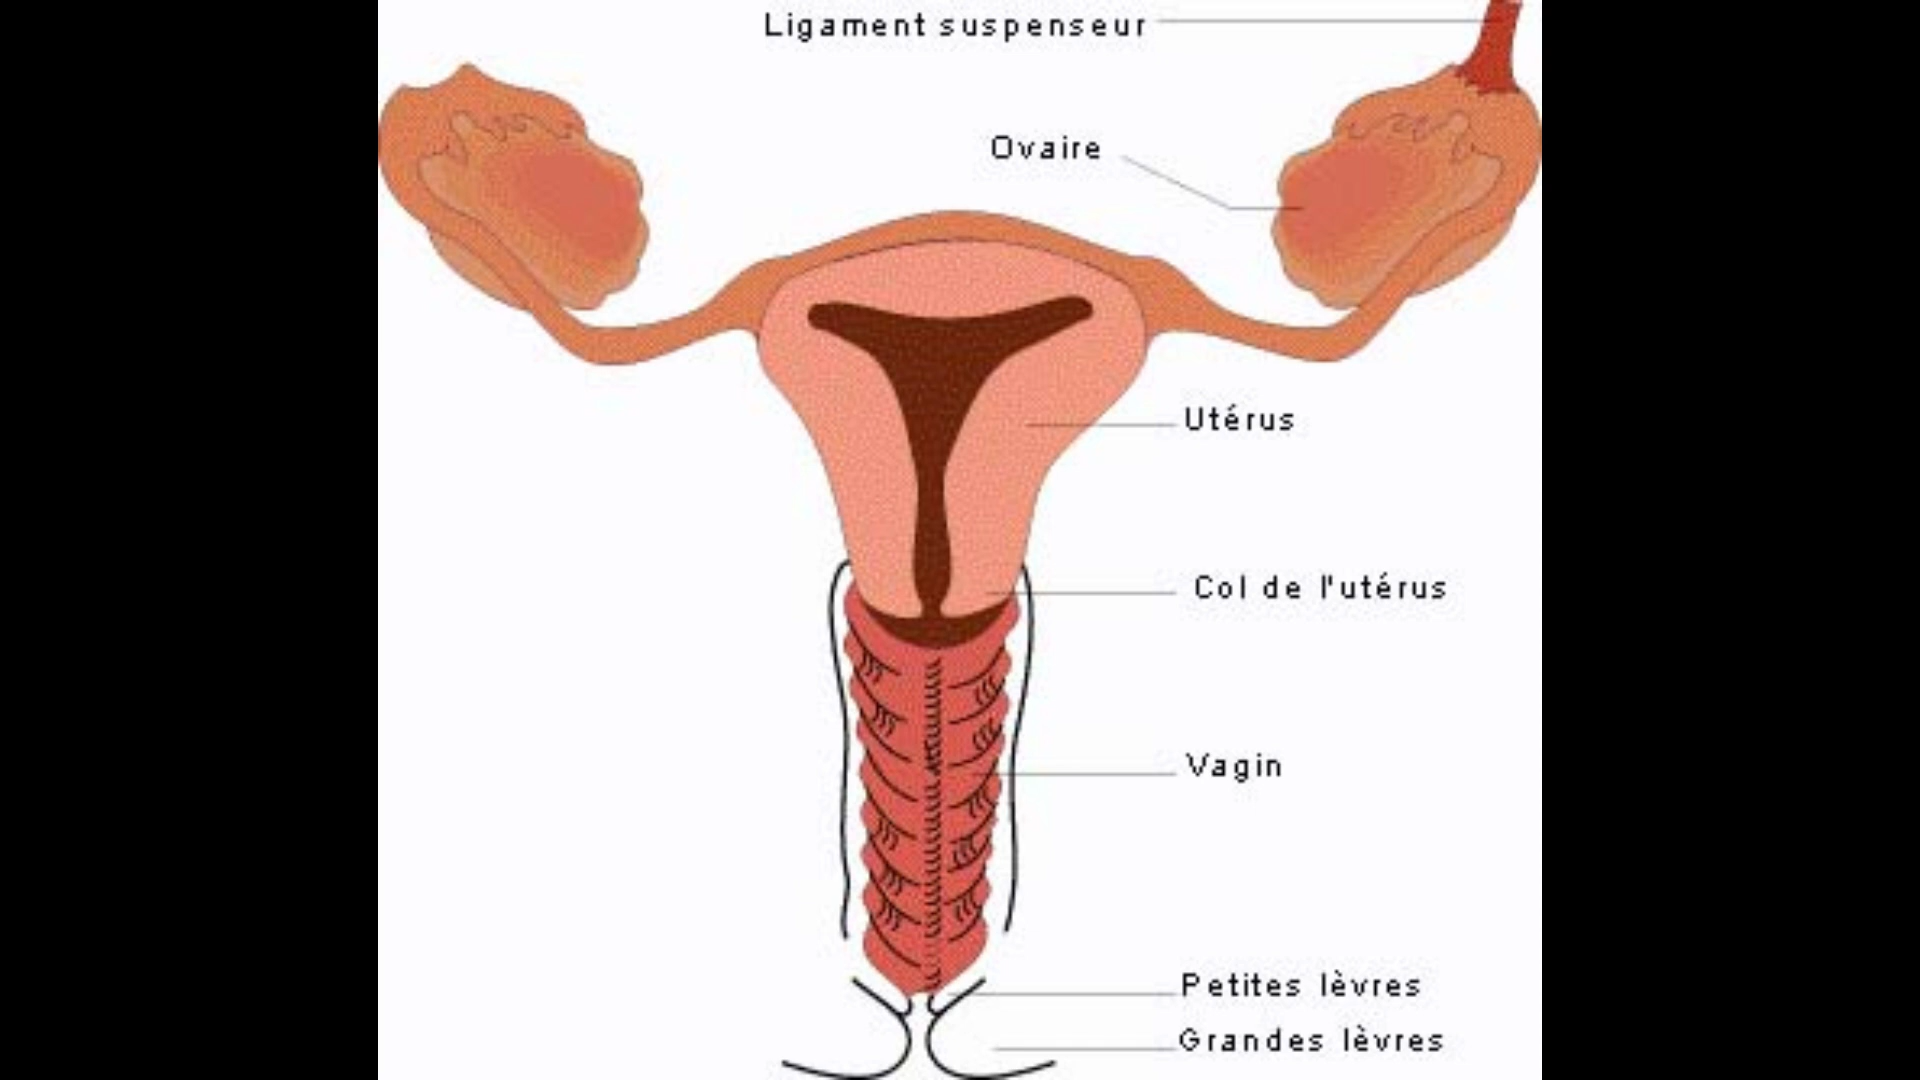 Ligament suspenseur
Ovaire
Utérus
Col de l'utérus
Vagin
Petites lèvres
Grandes lèvres